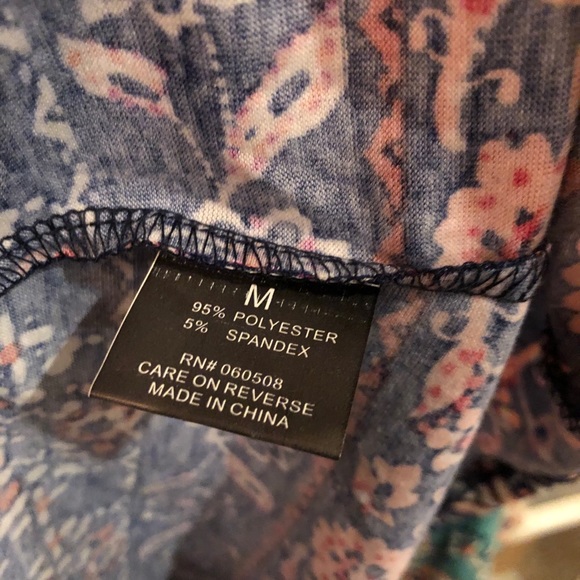 M
95% POLYESTER
5% SPANDEX
RN# 060508
CARE ON REVERSE
MADE IN CHINA